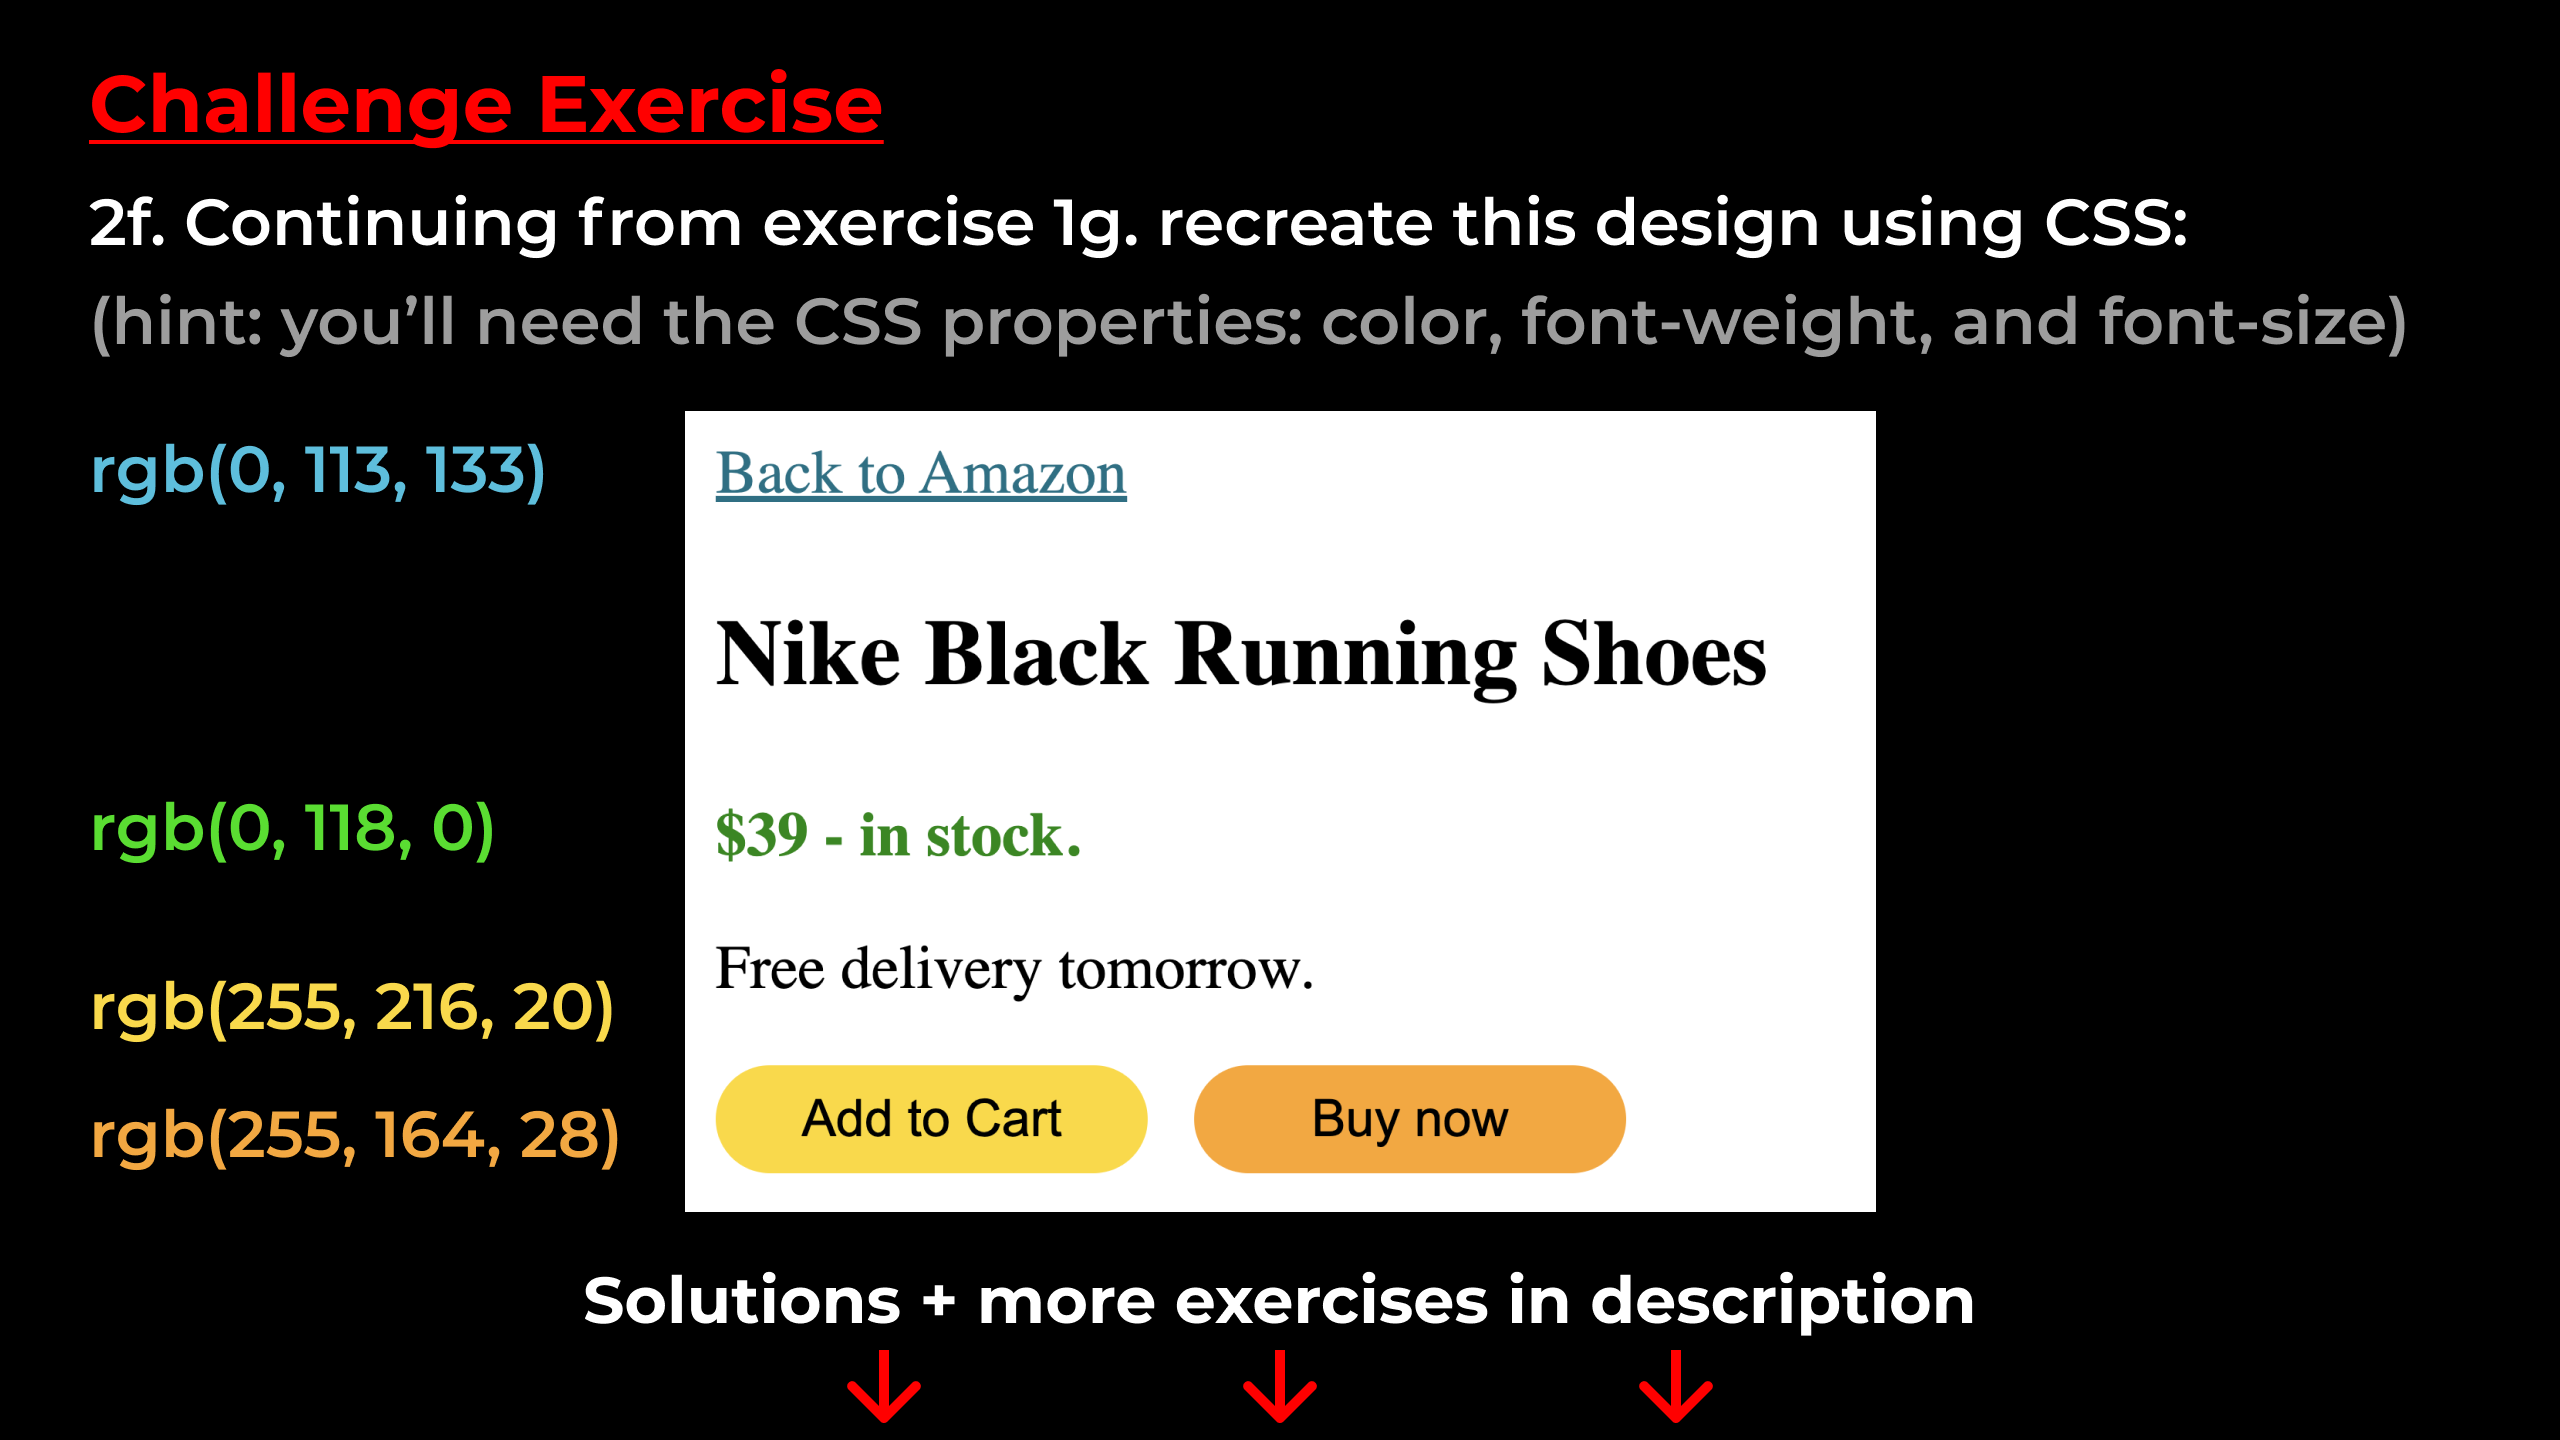 Challenge Exercise
2f. Continuing from exercise 1g. recreate this design using CSS:
(hint: you’ll need the CSS properties: color, font-weight, and font-size)
rgb(0, 113, 133)
Back to Amazon
Nike Black Running Shoes
rgb(0, 118, 0)
$39 - in stock.
Free delivery tomorrow.
rgb(255, 216, 20)
rgb(255, 164, 28)
Add to Cart
Buy now
Solutions + more exercises in description